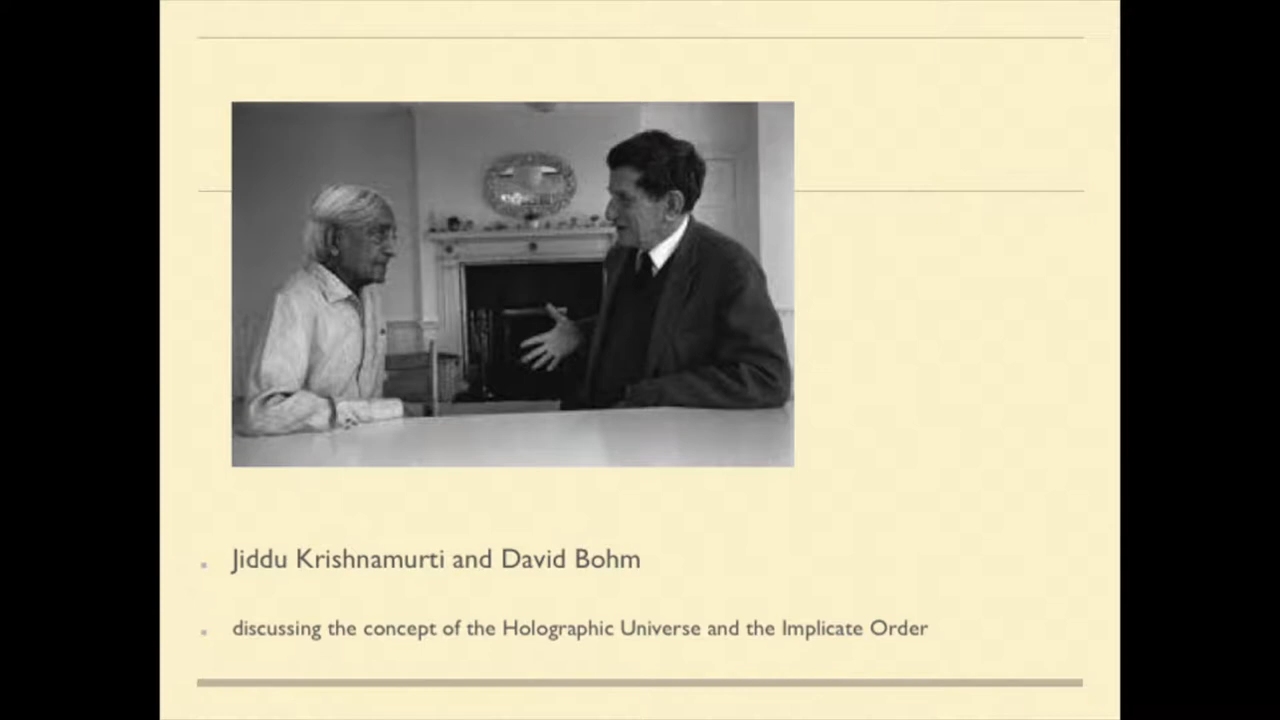 Jiddu Krishnamurti and David Bohm
discussing the concept of the Holographic Universe and the Implicate Order